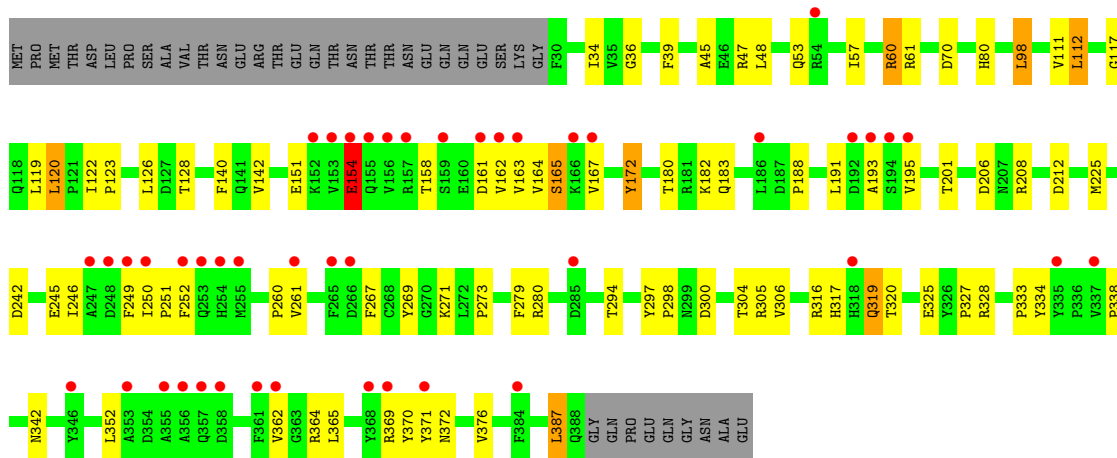 MET PRO MET THR ASP LEU PRO SER ALA VAL THR ASN GLU ARG THR GLU GLN THR ASN THR THR ASN GLU GLN GLN GLU SER LYS GLY F30 I34 V35 G36 F39 A45 E46 R47 L48 Q53 R54 I57 R60 R61 D70 H80 L98 V111 L112 G117
Q118 L119 L120 P121 I122 P123 L126 D127 T128 F140 Q141 V142 E151 K152 V153 E154 Q155 V156 R157 T158 S159 E160 D161 V162 V163 V164 S165 K166 V167 Y172 T180 R181 K182 Q183 L186 D187 P188 L191 D192 A193 S194 V195 T201 D206 N207 R208 D212 M225
D242 E245 I246 A247 D248 F249 I250 P251 F252 Q253 H254 M255 P260 V261 F265 D266 F267 C268 Y269 G270 K271 L272 P273 F279 R280 D285 T294 Y297 P298 N299 D300 T304 R305 V306 R316 H317 H318 Q319 T320 E325 Y326 P327 R328 P333 Y334 Y335 P336 V337 P338
N342 Y346 L352 A353 D354 A355 A356 Q357 D358 F361 V362 G363 R364 L365 Y368 R369 Y370 Y371 N372 V376 F384 L387 Q388 GLY GLN PRO GLU GLN GLY ASN ALA GLU